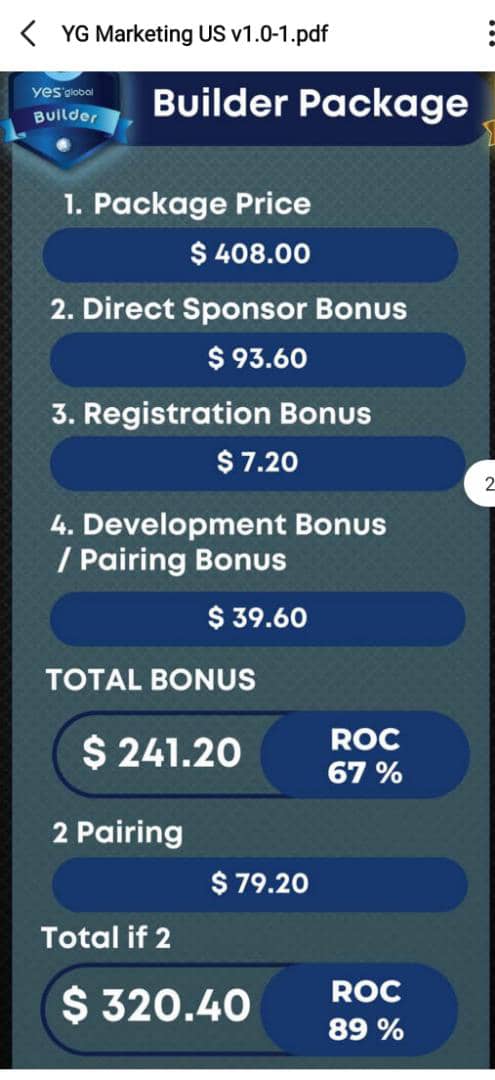 YG Marketing US v1.0-1.pdf
yes global
Builder
Builder Package
1. Package Price
$ 408.00
2. Direct Sponsor Bonus
$ 93.60
3. Registration Bonus
$ 7.20
2
4. Development Bonus
/ Pairing Bonus
$ 39.60
TOTAL BONUS
$ 241.20
ROC
67 %
2 Pairing
$ 79.20
Total if 2
$ 320.40
ROC
89 %